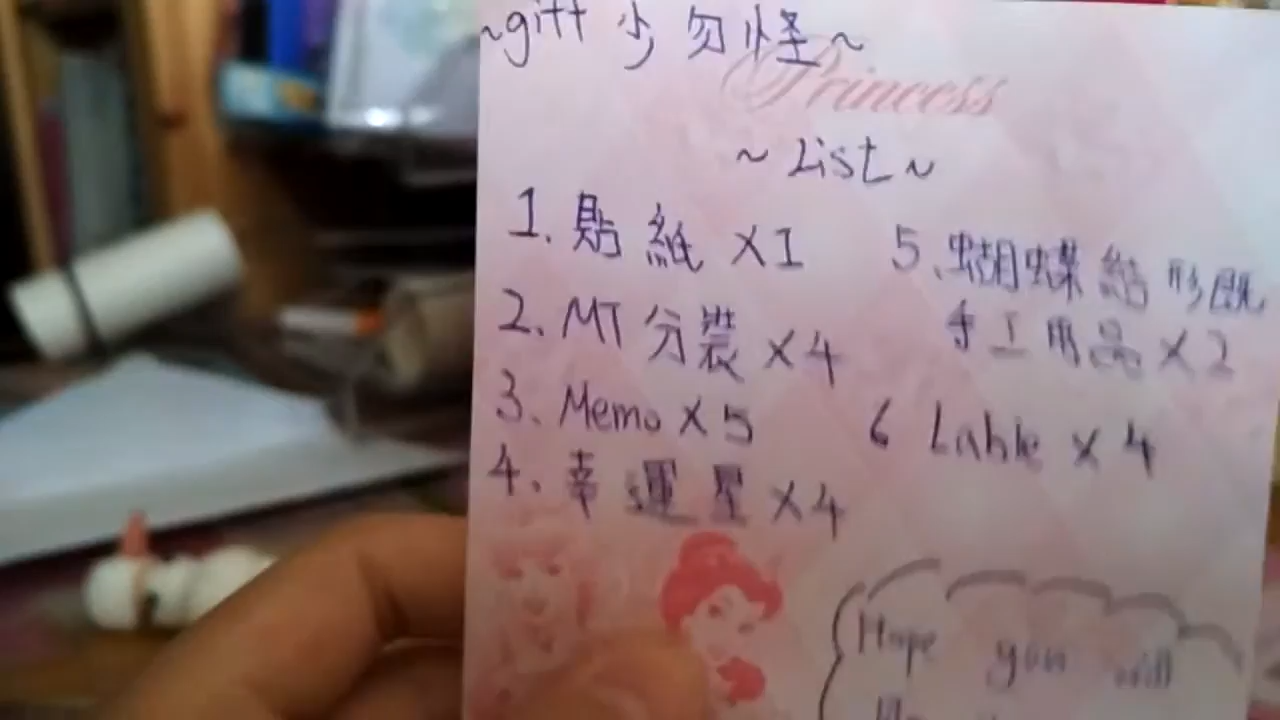 ~gift 少勿怪~
Princess
~ List ~
1. 貼紙 X1
2. MT 分裝 X4
3. Memo X5
4. 幸運星 X4
5. 蝴蝶結形既
手工用品 X2
6 Lable X 4
Hope you will